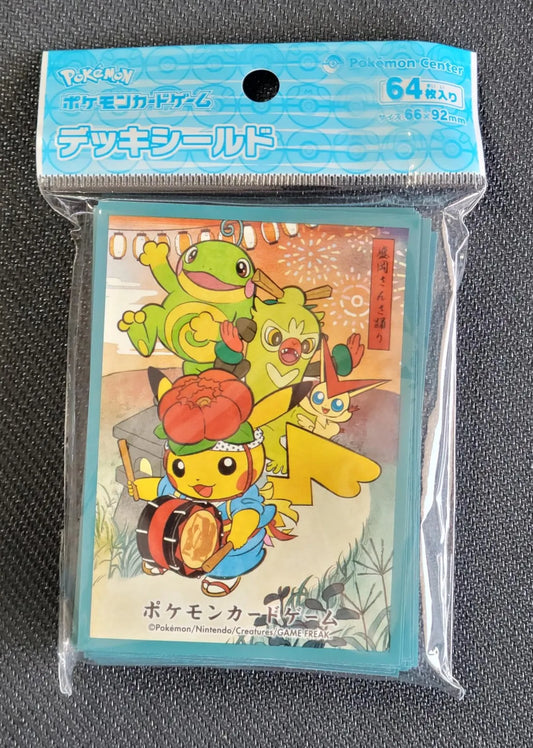 Pokémon
ポケモンカードゲーム
デッキシールド
Pokémon Center
64枚入り
サイズ 66×92mm
盛岡さんさ踊り
ポケモンカードゲーム
©Pokémon/Nintendo/Creatures/GAME FREAK